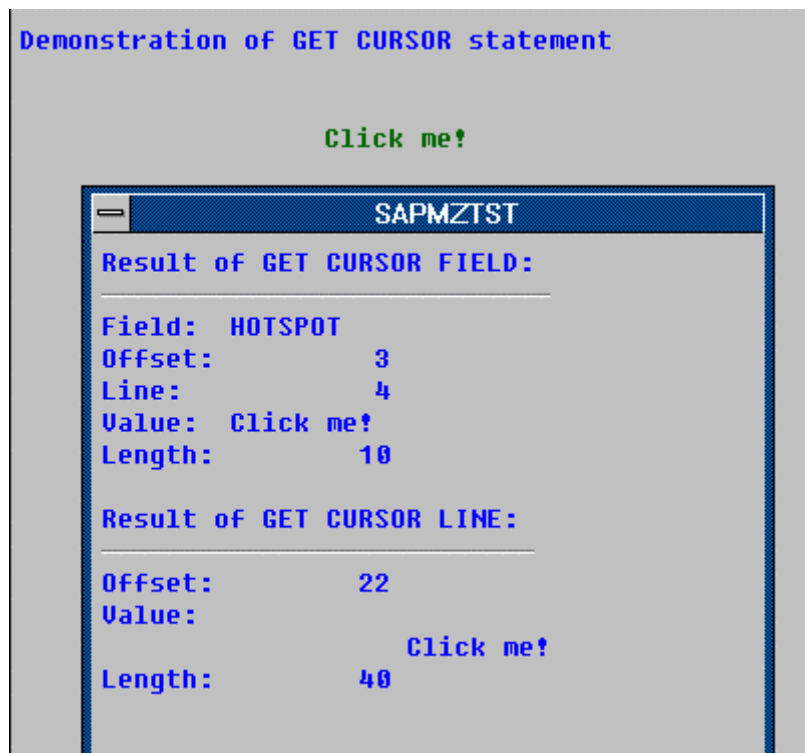 Demonstration of GET CURSOR statement
Click me!
SAPMZTST
Result of GET CURSOR FIELD:
Field: HOTSPOT
Offset: 3
Line: 4
Value: Click me!
Length: 10
Result of GET CURSOR LINE:
Offset: 22
Value:
Click me!
Length: 40